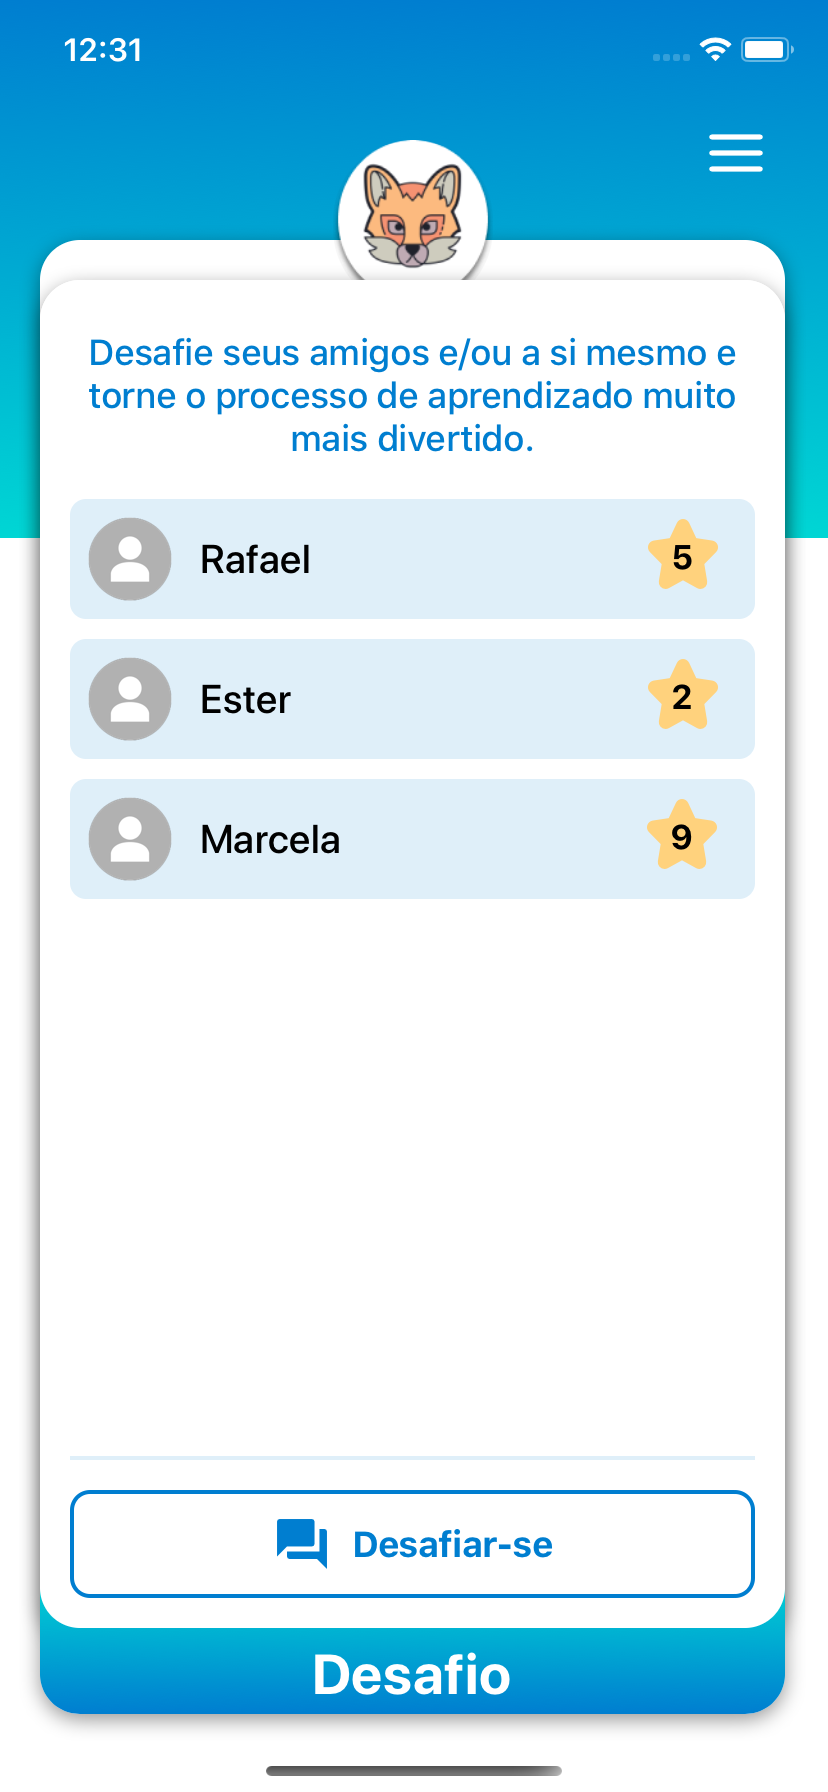 12:31
Desafie seus amigos e/ou a si mesmo e
torne o processo de aprendizado muito
mais divertido.
Rafael 5
Ester 2
Marcela 9
Desafiar-se
Desafio